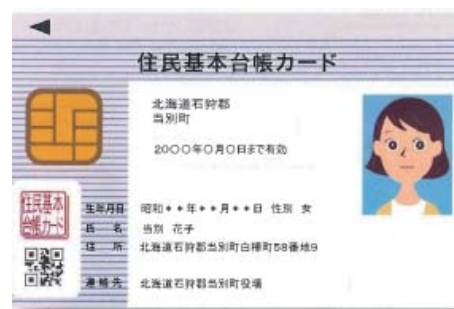 住民基本台帳カード
北海道石狩郡
当別町
2000年0月0日まで有効
住民基本
台帳カード
生年月日 昭和＊＊年＊＊月＊＊日 性別 女
氏 名 当別 花子
住 所 北海道石狩郡当別町白樺町58番地9
連絡先 北海道石狩郡当別町役場